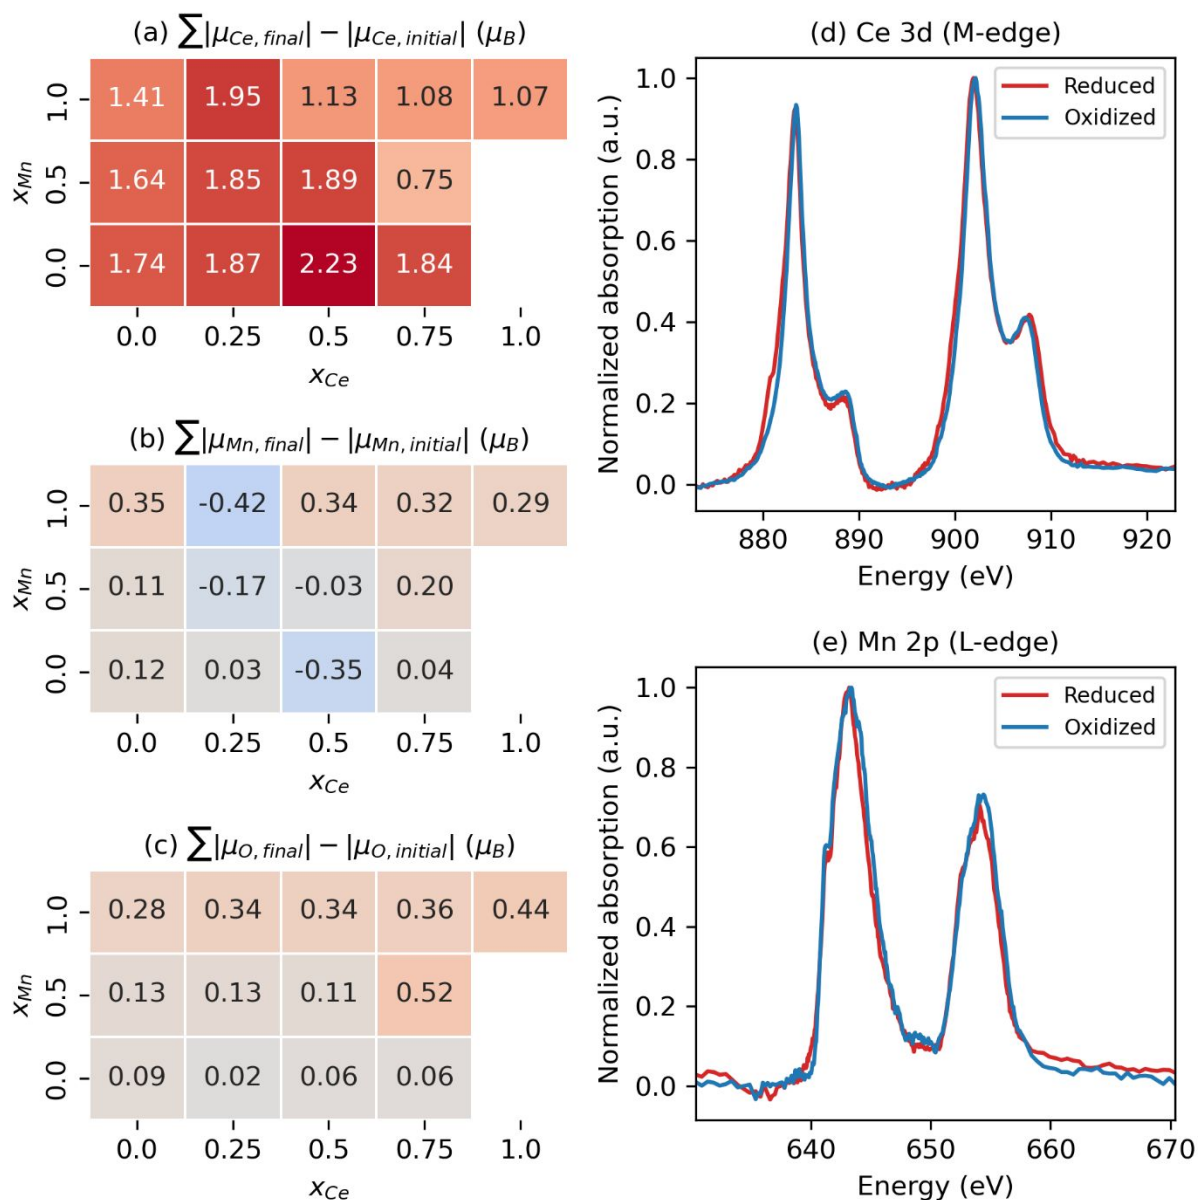 (a) ∑|μCe, final| − |μCe, initial| (μB)
xMn
1.0
1.41 1.95 1.13 1.08 1.07
0.5
1.64 1.85 1.89 0.75
0.0
1.74 1.87 2.23 1.84
0.0 0.25 0.5 0.75 1.0
xCe
(b) ∑|μMn, final| − |μMn, initial| (μB)
xMn
1.0
0.35 -0.42 0.34 0.32 0.29
0.5
0.11 -0.17 -0.03 0.20
0.0
0.12 0.03 -0.35 0.04
0.0 0.25 0.5 0.75 1.0
xCe
(c) ∑|μO, final| − |μO, initial| (μB)
xMn
1.0
0.28 0.34 0.34 0.36 0.44
0.5
0.13 0.13 0.11 0.52
0.0
0.09 0.02 0.06 0.06
0.0 0.25 0.5 0.75 1.0
xCe
(d) Ce 3d (M-edge)
Normalized absorption (a.u.)
1.0
0.8
0.6
0.4
0.2
0.0
Reduced
Oxidized
880 890 900 910 920
Energy (eV)
(e) Mn 2p (L-edge)
Normalized absorption (a.u.)
1.0
0.8
0.6
0.4
0.2
0.0
Reduced
Oxidized
640 650 660 670
Energy (eV)